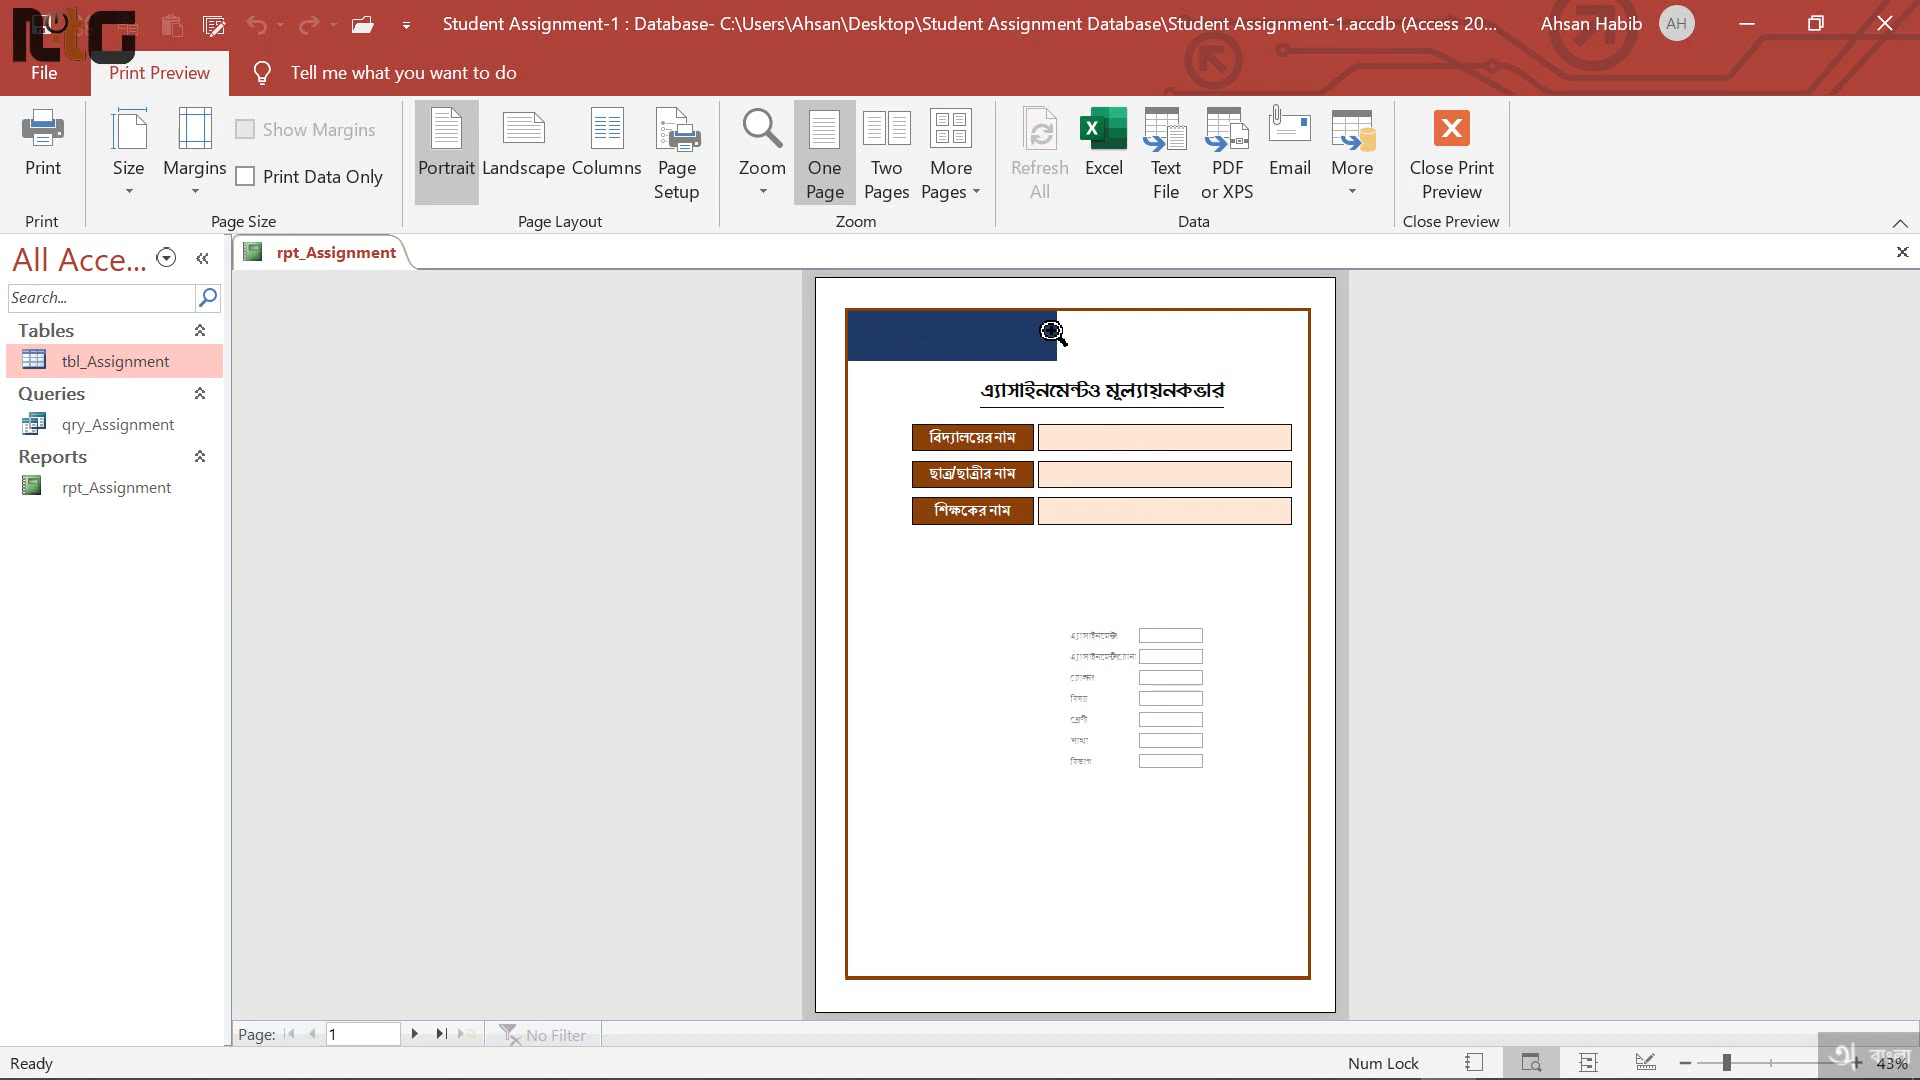 Student Assignment-1 : Database- C:\Users\Ahsan\Desktop\Student Assignment Database\Student Assignment-1.accdb (Access 20...
Ahsan Habib
AH
File
Print Preview
Tell me what you want to do
Print
Size
Margins
Show Margins
Print Data Only
Portrait
Landscape
Columns
Page Setup
Zoom
One Page
Two Pages
More Pages
Refresh All
Excel
Text File
PDF or XPS
Email
More
Close Print Preview
Print
Page Size
Page Layout
Zoom
Data
Close Preview
All Acce...
Search...
Tables
tbl_Assignment
Queries
qry_Assignment
Reports
rpt_Assignment
rpt_Assignment
এ্যাসাইনমেন্টও মূল্যায়নকভার
বিদ্যালয়ের নাম
ছাত্র/ছাত্রীর নাম
শিক্ষকের নাম
বিষয়
শ্রেণী
শাখা
বিভাগ
Page:
1
No Filter
Ready
Num Lock
বাংলা
43%